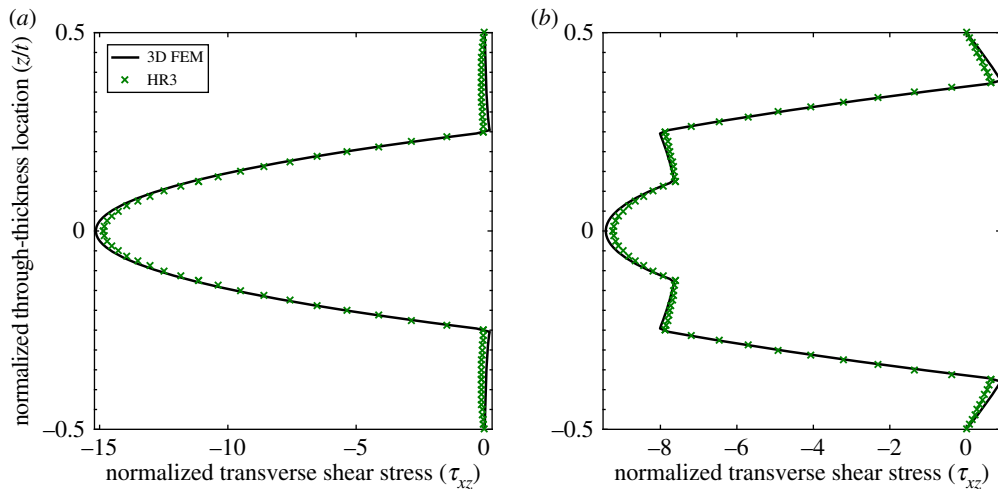 (a)
(b)
0.5
0
–0.5
normalized through-thickness location (z/t)
3D FEM
HR3
–15
–10
–5
0
normalized transverse shear stress (τxz)
0.5
0
–0.5
–8
–6
–4
–2
0
normalized transverse shear stress (τxz)